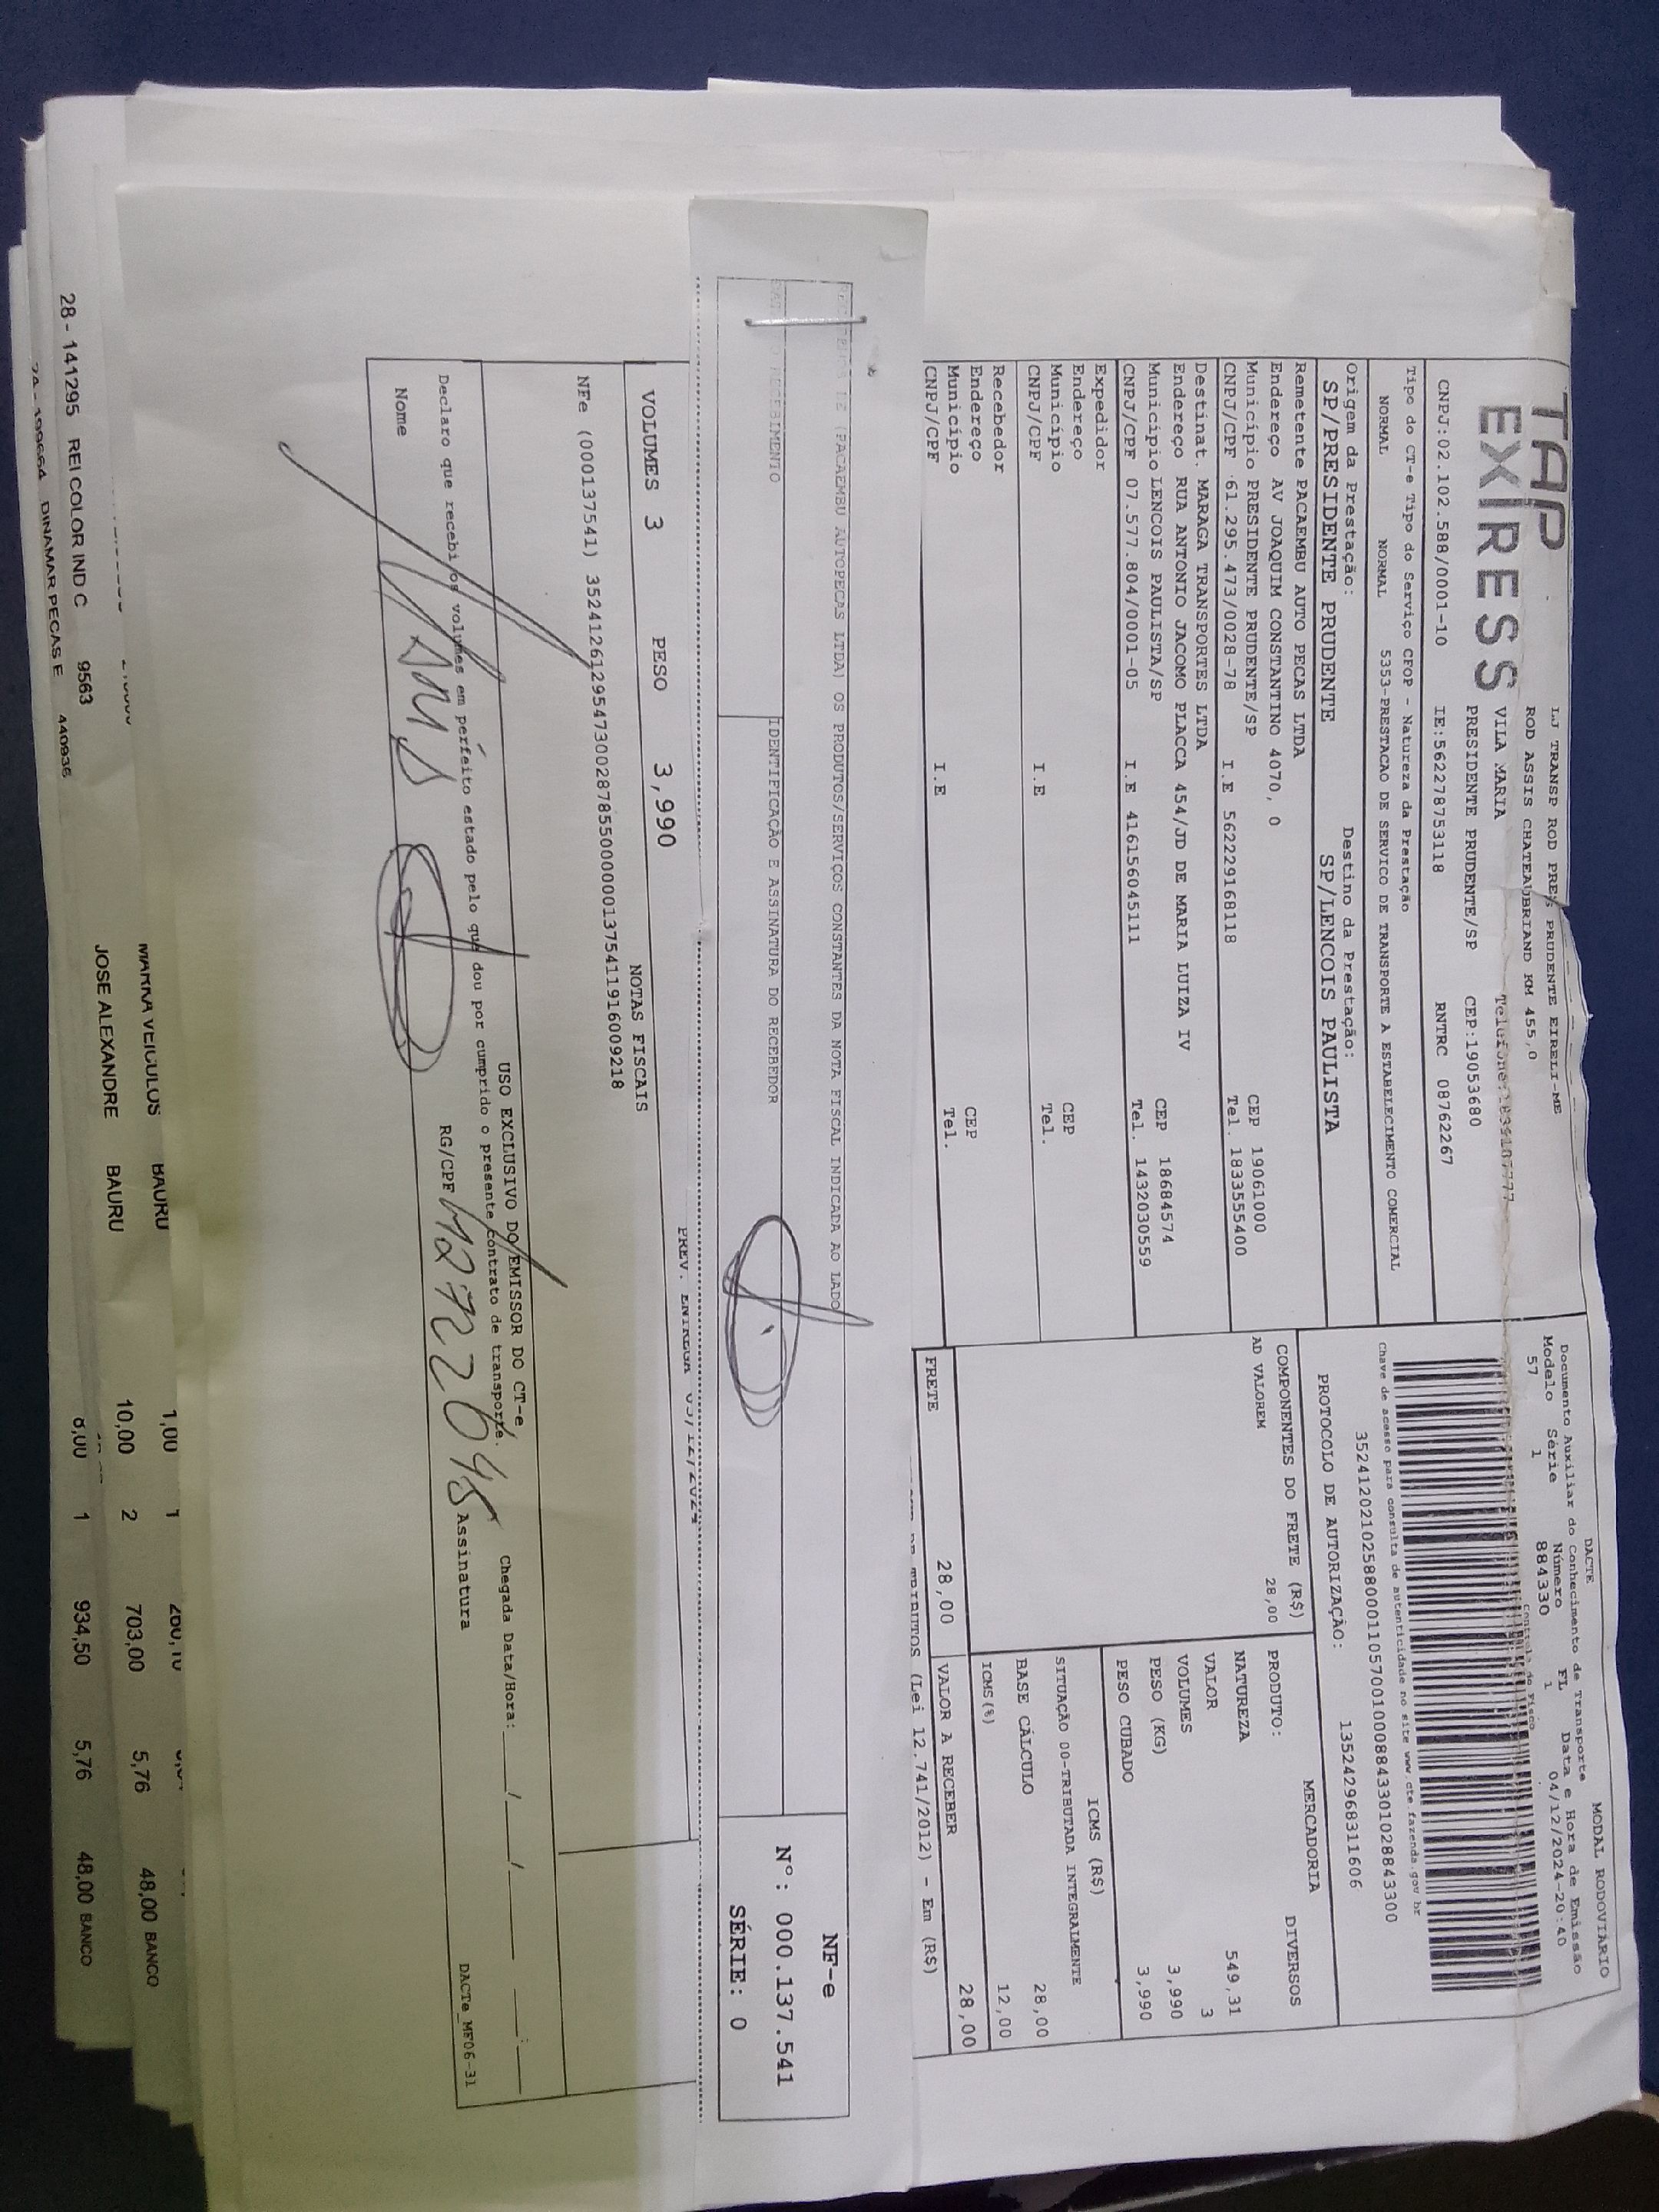 TAP
EXPRESS
LJ TRANSP ROD PRES PRUDENTE EIRELI-ME
ROD ASSIS CHATEAUBRIAND KM 455,0
VILA MARIA
PRESIDENTE PRUDENTE/SP CEP:19053680
CNPJ:02.102.588/0001-10 IE:562278753118 RNTRC 08762267
Tipo do CT-e Tipo do Serviço CFOP - Natureza da Prestação
NORMAL NORMAL 5353-PRESTACAO DE SERVICO DE TRANSPORTE A ESTABELECIMENTO COMERCIAL
Origem da Prestação: Destino da Prestação:
SP/PRESIDENTE PRUDENTE SP/LENCOIS PAULISTA
Remetente PACAEMBU AUTO PECAS LTDA
Endereço AV JOAQUIM CONSTANTINO 4070, 0
Município PRESIDENTE PRUDENTE/SP CEP 19061000
CNPJ/CPF 61.295.473/0028-78 I.E 562229168118 Tel. 1833555400
Destinat. MARAGA TRANSPORTES LTDA
Endereço RUA ANTONIO JACOMO PLACCA 454/JD DE MARIA LUIZA IV
Município LENCOIS PAULISTA/SP CEP 18684574
CNPJ/CPF 07.577.804/0001-05 I.E 416156045111 Tel. 1432030559
Expedidor
Endereço
Município CEP
CNPJ/CPF I.E Tel.
Recebedor
Endereço
Município CEP
CNPJ/CPF I.E Tel.
DACTE MODAL RODOVIÁRIO
Documento Auxiliar do Conhecimento de Transporte
Modelo Série Número FL Data e Hora de Emissão
57 1 884330 1 04/12/2024-20:40
Controle do Fisco
Chave de acesso para consulta de autenticidade no site www cte fazenda.gov br
35241202102588000110570010008843301028843300
PROTOCOLO DE AUTORIZAÇÃO: 135242968311606
COMPONENTES DO FRETE (R$)
AD VALOREM 28,00
MERCADORIA
PRODUTO: DIVERSOS
NATUREZA
VALOR 549,31
VOLUMES 3
PESO (KG) 3,990
PESO CUBADO 3,990
ICMS (R$)
SITUAÇÃO 00-TRIBUTADA INTEGRALMENTE
BASE CÁLCULO 28,00
ICMS(%) 12,00
FRETE 28,00 VALOR A RECEBER 28,00
DE TRIBUTOS (Lei 12.741/2012) - Em (R$)
(PACAEMBU AUTOPECAS LTDA) OS PRODUTOS/SERVIÇOS CONSTANTES DA NOTA FISCAL INDICADA AO LADO
RECEBIMENTO IDENTIFICAÇÃO E ASSINATURA DO RECEBEDOR
NF-e
Nº: 000.137.541
SÉRIE: 0
PREV. ENTREGA
VOLUMES 3 PESO 3,990
NOTAS FISCAIS
NFe (000137541) 35241261295473002878550000001375411916009218
USO EXCLUSIVO DO EMISSOR DO CT-e
Declaro que recebi os volumes em perfeito estado pelo que dou por cumprido o presente contrato de transporte.
Chegada Data/Hora: ___/___/___ ___:___
Nome RG/CPF Assinatura
DACTe_MF06-31
MARKA VEICULOS BAURU 1,00 1
JOSE ALEXANDRE BAURU 10,00 2 703,00 5,76 48,00 BANCO
28 - 141295 REI COLOR IND C 9563 1 934,50 5,76 48,00 BANCO
DINAMAR PECAS E 440936